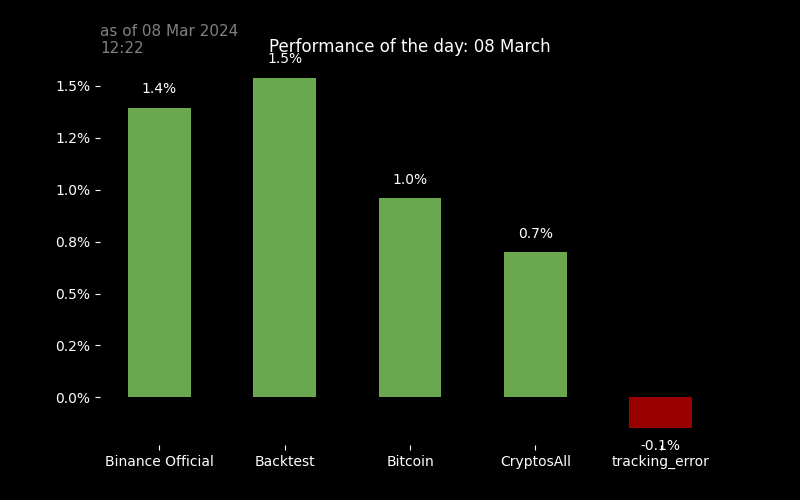 as of 08 Mar 2024
12:22
Performance of the day: 08 March
1.5%
1.2%
1.0%
0.8%
0.5%
0.2%
0.0%
1.4%
1.5%
1.0%
0.7%
-0.1%
Binance Official
Backtest
Bitcoin
CryptosAll
tracking_error